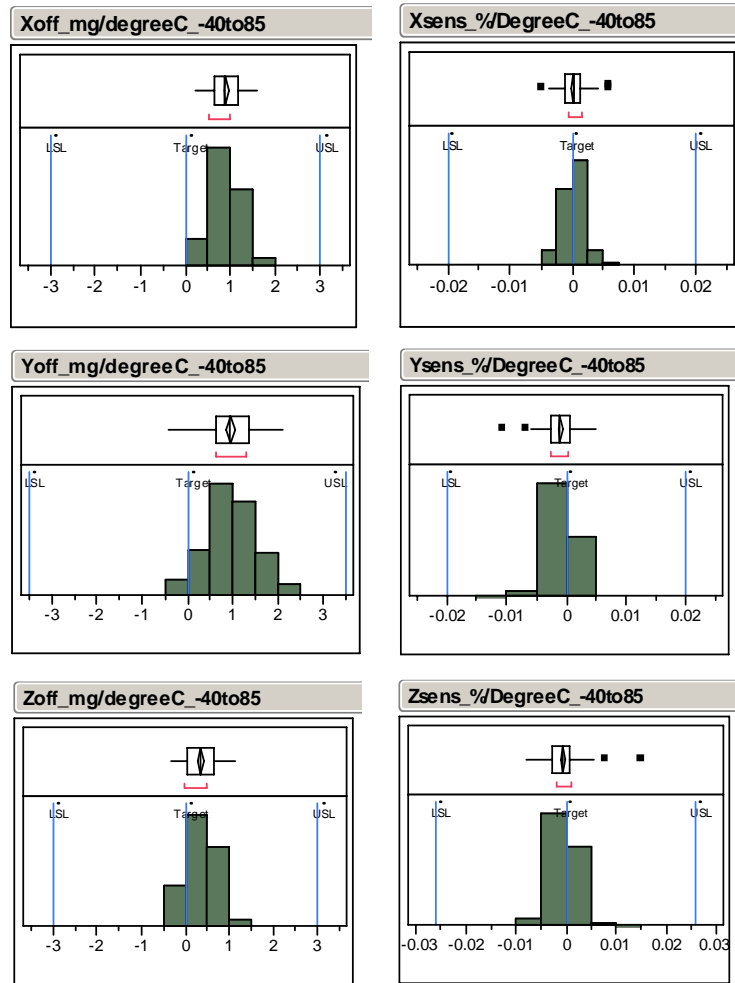 Xoff_mg/degreeC_-40to85
LSL Target USL
-3 -2 -1 0 1 2 3
Xsens_%/DegreeC_-40to85
LSL Target USL
-0.02 -0.01 0 0.01 0.02
Yoff_mg/degreeC_-40to85
LSL Target USL
-3 -2 -1 0 1 2 3
Ysens_%/DegreeC_-40to85
LSL Target USL
-0.02 -0.01 0 0.01 0.02
Zoff_mg/degreeC_-40to85
LSL Target USL
-3 -2 -1 0 1 2 3
Zsens_%/DegreeC_-40to85
LSL Target USL
-0.03 -0.02 -0.01 0 0.01 0.02 0.03